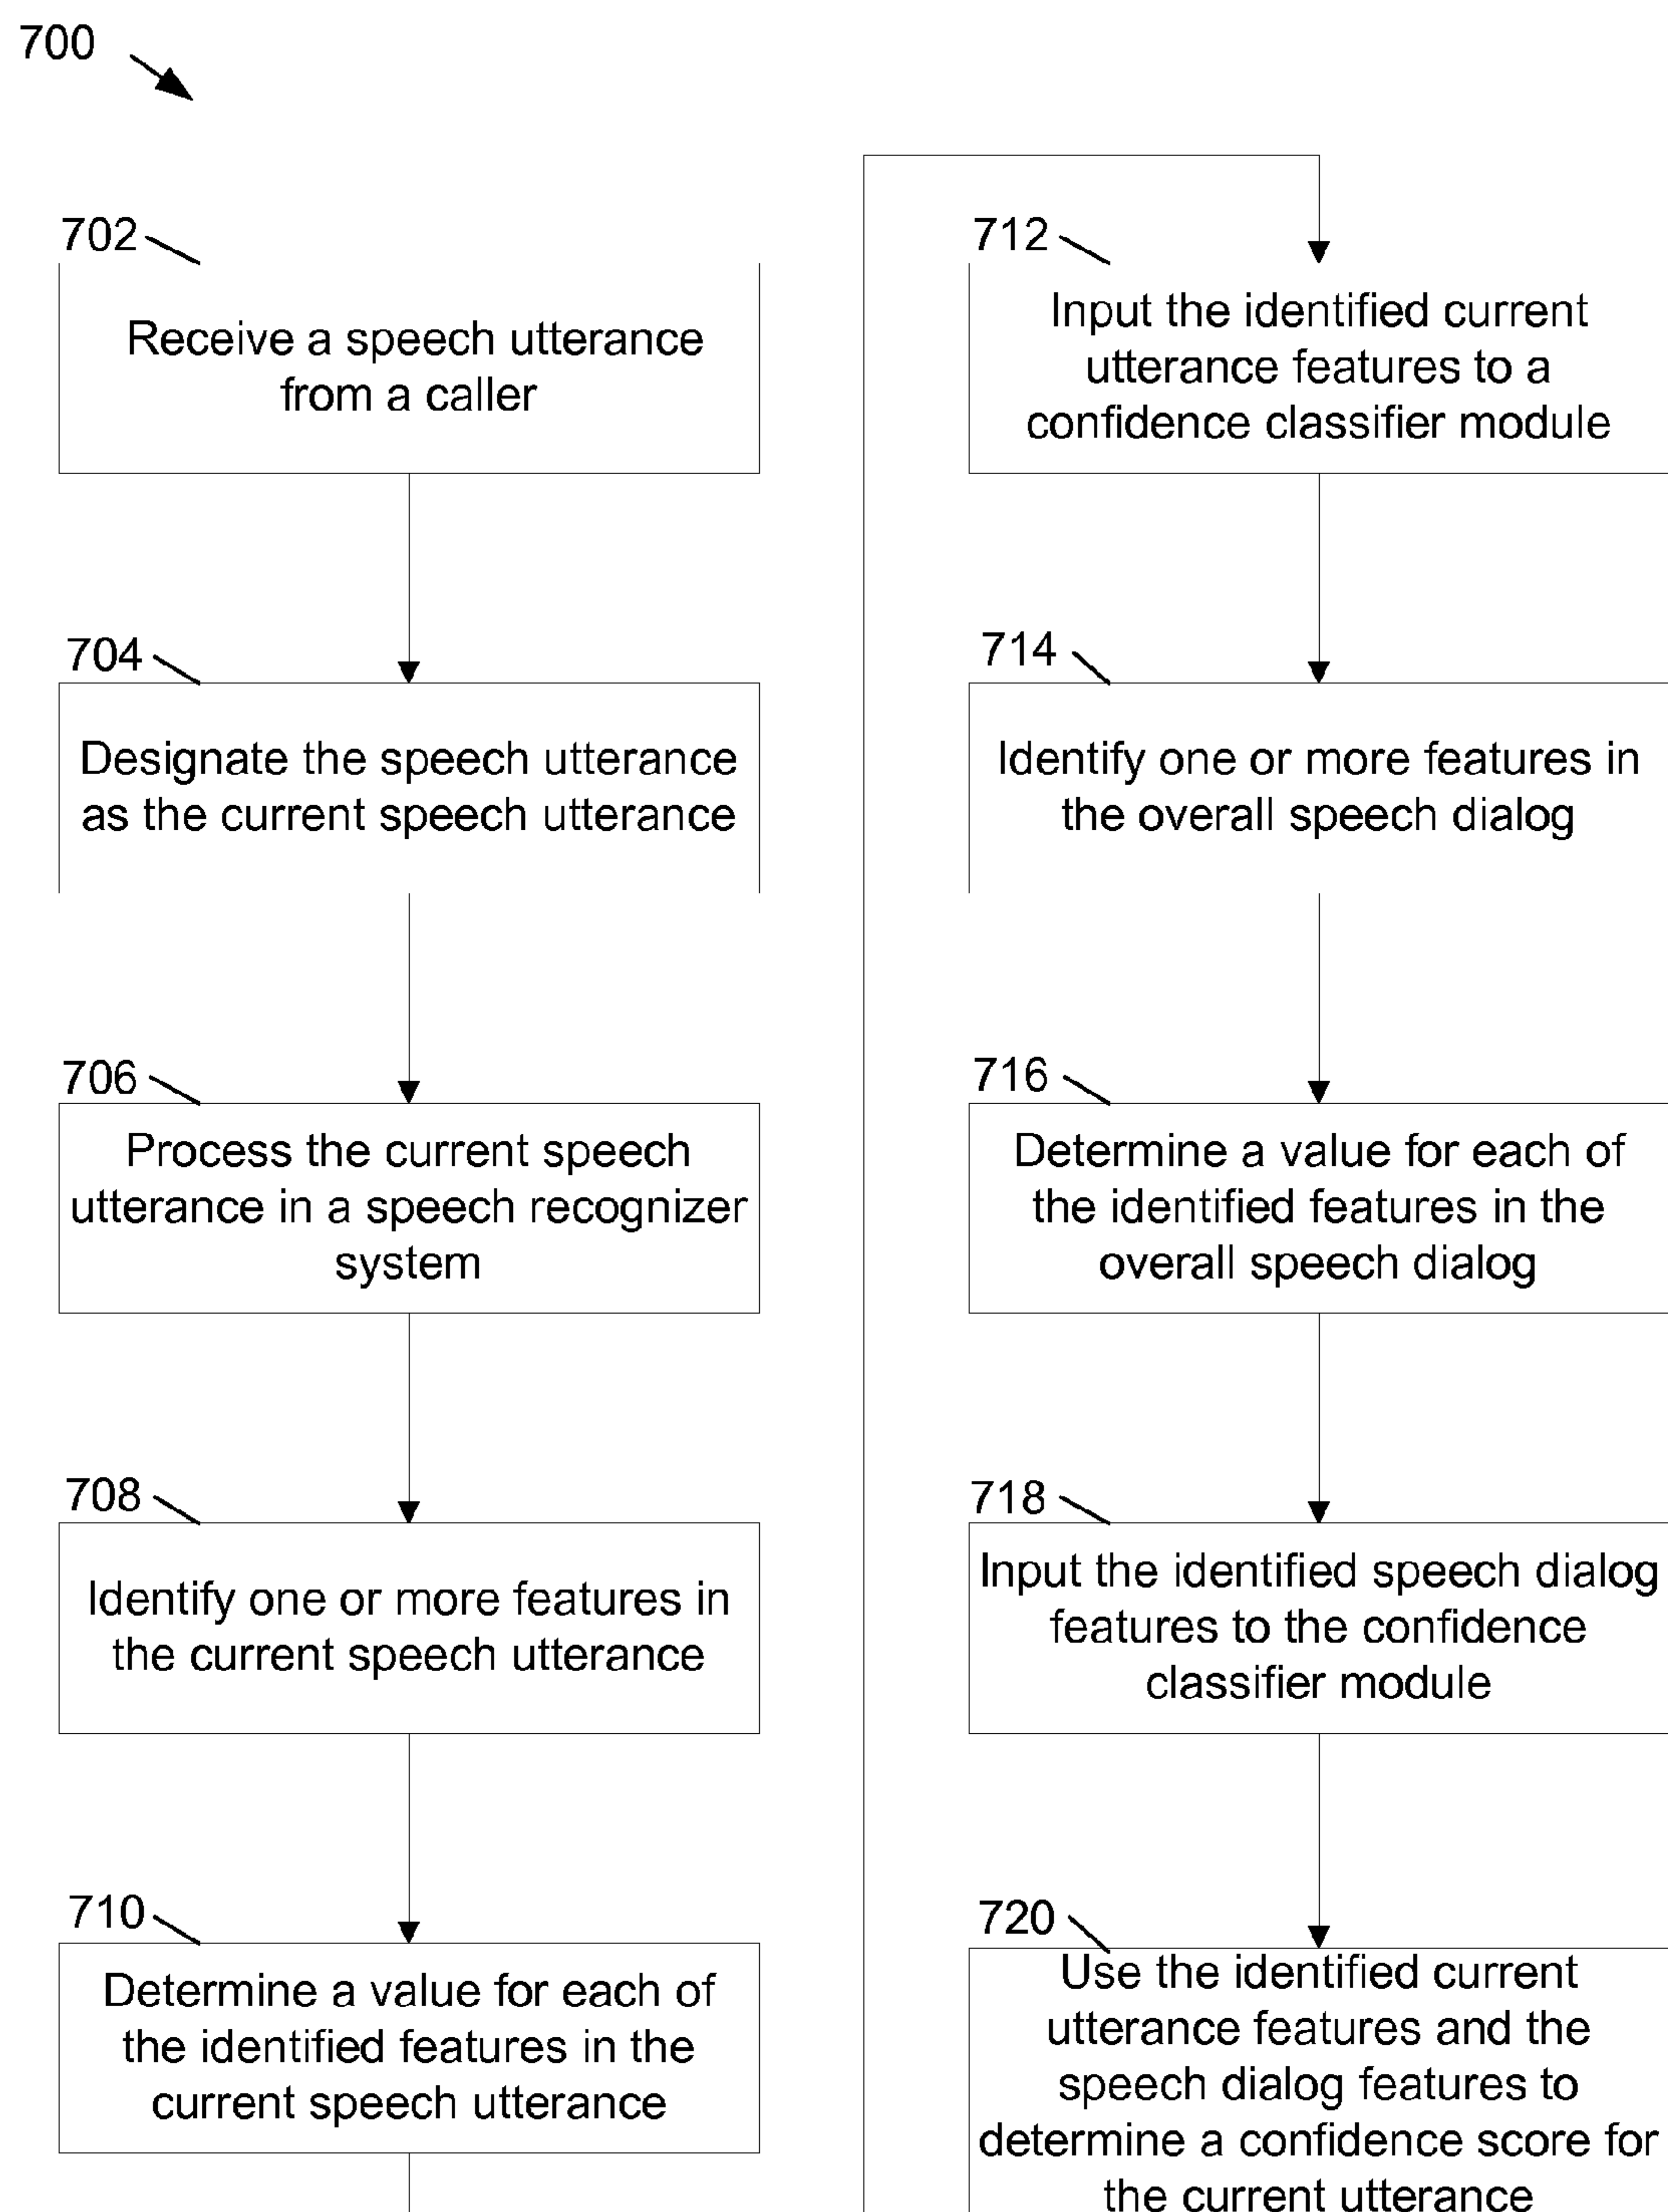 700
702
Receive a speech utterance
from a caller
704
Designate the speech utterance
as the current speech utterance
706
Process the current speech
utterance in a speech recognizer
system
708
Identify one or more features in
the current speech utterance
710
Determine a value for each of
the identified features in the
current speech utterance
712
Input the identified current
utterance features to a
confidence classifier module
714
Identify one or more features in
the overall speech dialog
716
Determine a value for each of
the identified features in the
overall speech dialog
718
Input the identified speech dialog
features to the confidence
classifier module
720
Use the identified current
utterance features and the
speech dialog features to
determine a confidence score for
the current utterance